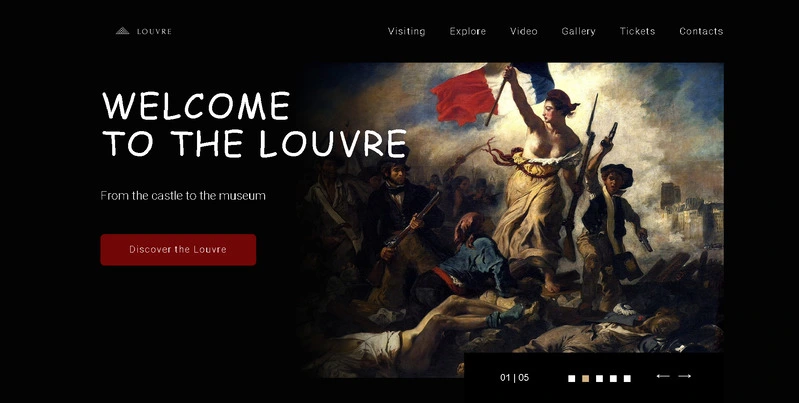 LOUVRE
Visiting Explore Video Gallery Tickets Contacts
WELCOME
TO THE LOUVRE
From the castle to the museum
Discover the Louvre
01 | 05